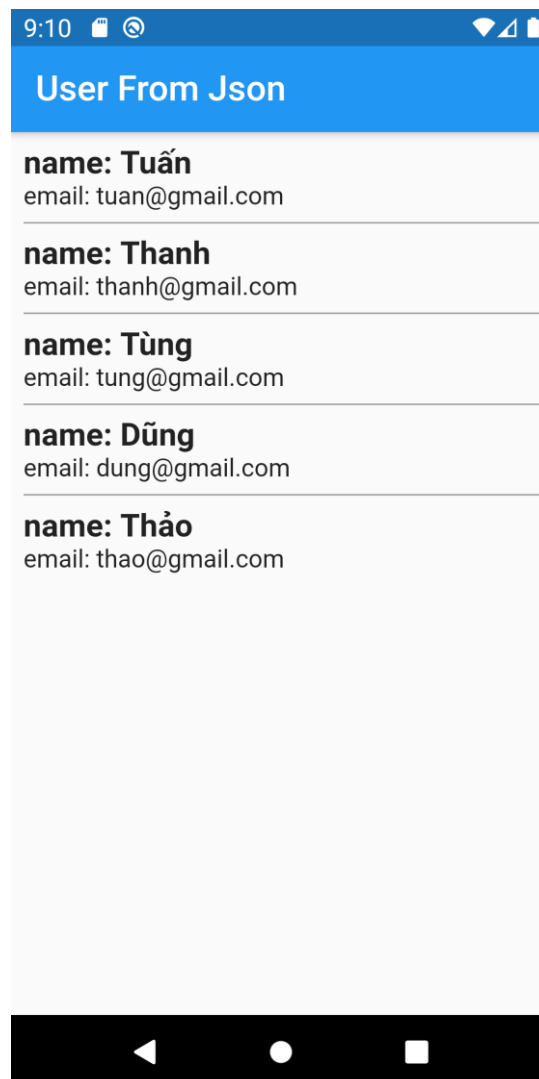 9:10
User From Json
name: Tuấn
email: tuan@gmail.com
name: Thanh
email: thanh@gmail.com
name: Tùng
email: tung@gmail.com
name: Dũng
email: dung@gmail.com
name: Thảo
email: thao@gmail.com